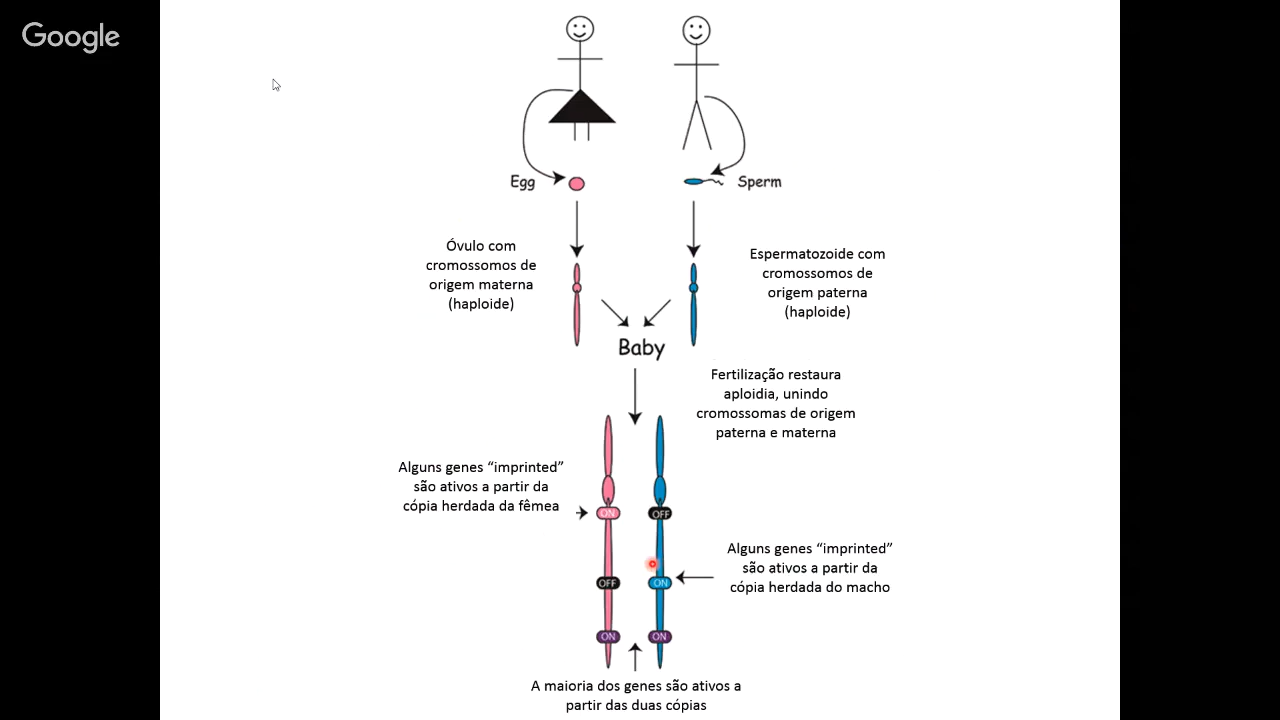 Google
Egg
Sperm
Óvulo com
cromossomos de
origem materna
(haploide)
Espermatozoide com
cromossomos de
origem paterna
(haploide)
Baby
Fertilização restaura
aploidia, unindo
cromossomas de origem
paterna e materna
Alguns genes “imprinted”
são ativos a partir da
cópia herdada da fêmea
ON
OFF
Alguns genes “imprinted”
são ativos a partir da
cópia herdada do macho
OFF
ON
ON
ON
A maioria dos genes são ativos a
partir das duas cópias